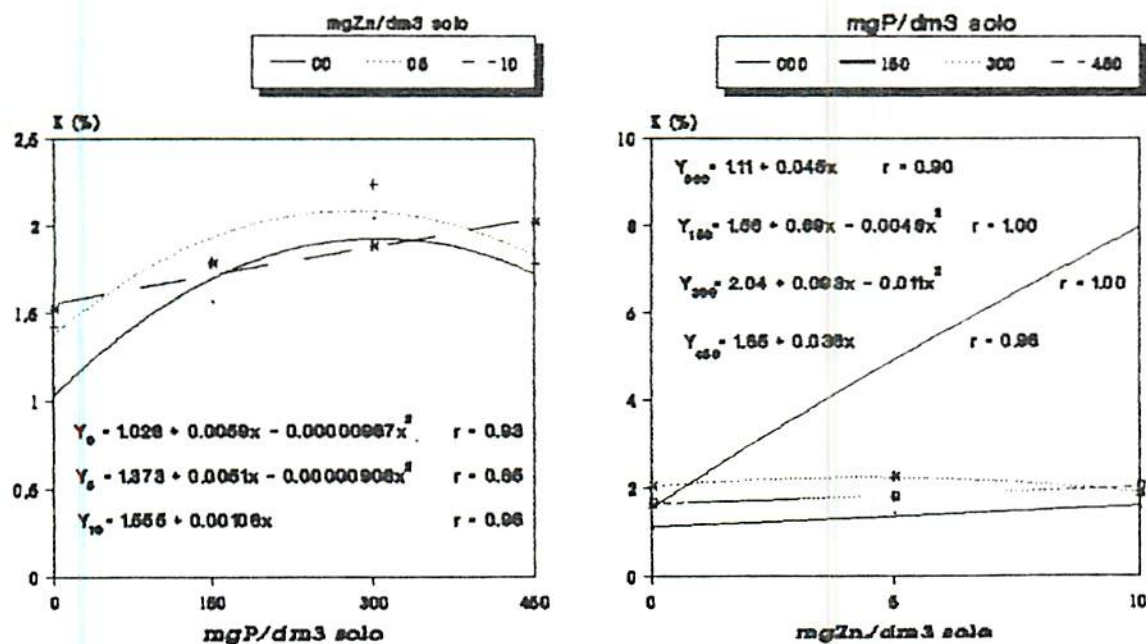 mgZn/dm3 solo
00 05 10
K (%)
2,5
2
1,5
1
0,5
0
0 150 300 450
mgP/dm3 solo
Y0 = 1.026 + 0.0059x - 0.00000987x² r = 0.93
Y5 = 1.373 + 0.0051x - 0.00000906x² r = 0.85
Y10 = 1.555 + 0.00106x r = 0.96
mgP/dm3 solo
000 150 300 450
K (%)
10
8
6
4
2
0
0 5 10
mgZn/dm3 solo
Y000 = 1.11 + 0.045x r = 0.90
Y150 = 1.56 + 0.69x - 0.0046x² r = 1.00
Y300 = 2.04 + 0.093x - 0.011x² r = 1.00
Y450 = 1.65 + 0.036x r = 0.96